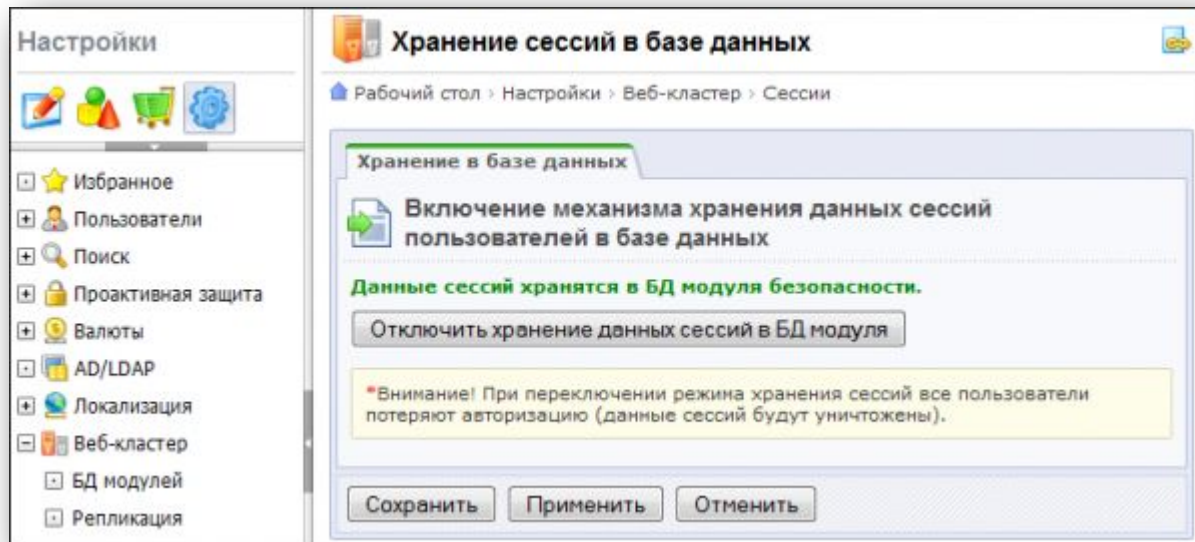 Настройки
Избранное
Пользователи
Поиск
Проактивная защита
Валюты
AD/LDAP
Локализация
Веб-кластер
БД модулей
Репликация
Хранение сессий в базе данных
Рабочий стол › Настройки › Веб-кластер › Сессии
Хранение в базе данных
Включение механизма хранения данных сессий
пользователей в базе данных
Данные сессий хранятся в БД модуля безопасности.
Отключить хранение данных сессий в БД модуля
*Внимание! При переключении режима хранения сессий все пользователи
потеряют авторизацию (данные сессий будут уничтожены).
Сохранить Применить Отменить